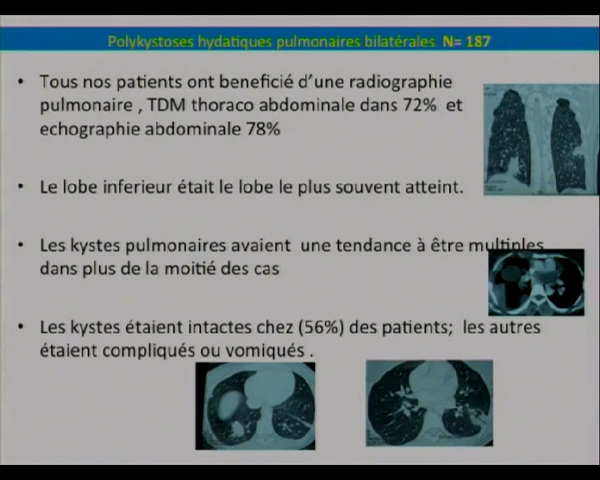 Polykystoses hydatiques pulmonaires bilatérales N= 187
• Tous nos patients ont beneficié d'une radiographie
pulmonaire , TDM thoraco abdominale dans 72% et
echographie abdominale 78%
• Le lobe inferieur était le lobe le plus souvent atteint.
• Les kystes pulmonaires avaient une tendance à être multiples
dans plus de la moitié des cas
• Les kystes étaient intactes chez (56%) des patients; les autres
étaient compliqués ou vomiqués .